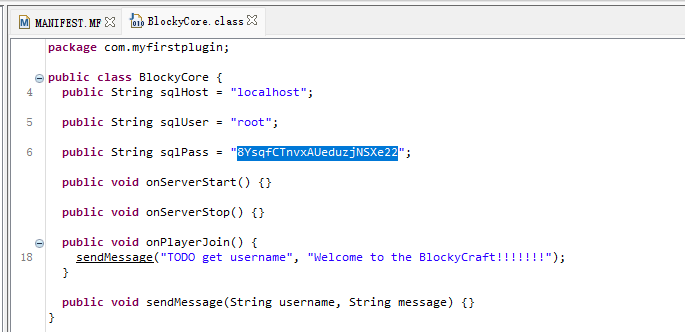 MANIFEST.MF BlockyCore.class
package com.myfirstplugin;
public class BlockyCore {
4 public String sqlHost = "localhost";
5 public String sqlUser = "root";
6 public String sqlPass = "8YsqfCTnvxAUeduzjNSXe22";
public void onServerStart() {}
public void onServerStop() {}
public void onPlayerJoin() {
18 sendMessage("TODO get username", "Welcome to the BlockyCraft!!!!!!!");
}
public void sendMessage(String username, String message) {}
}